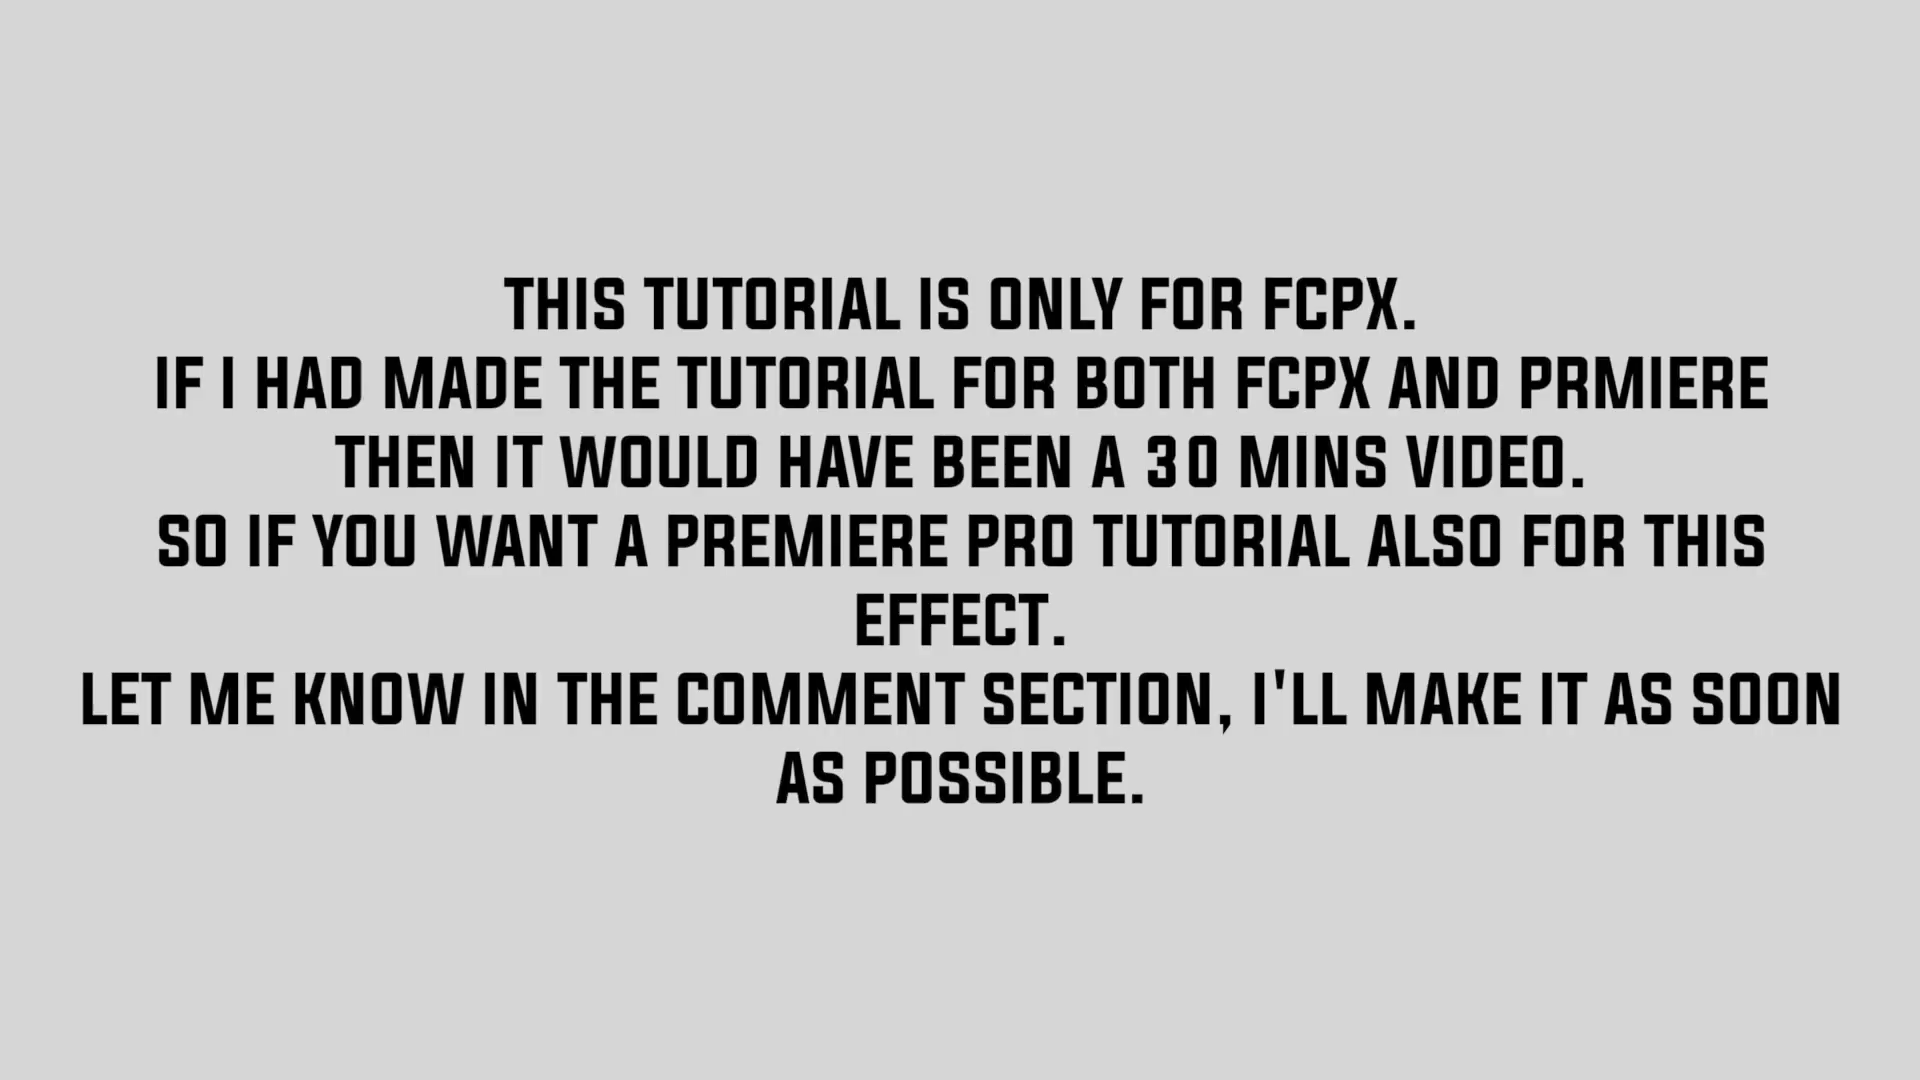 THIS TUTORIAL IS ONLY FOR FCPX.
IF I HAD MADE THE TUTORIAL FOR BOTH FCPX AND PRMIERE
THEN IT WOULD HAVE BEEN A 30 MINS VIDEO.
SO IF YOU WANT A PREMIERE PRO TUTORIAL ALSO FOR THIS
EFFECT.
LET ME KNOW IN THE COMMENT SECTION, I'LL MAKE IT AS SOON
AS POSSIBLE.